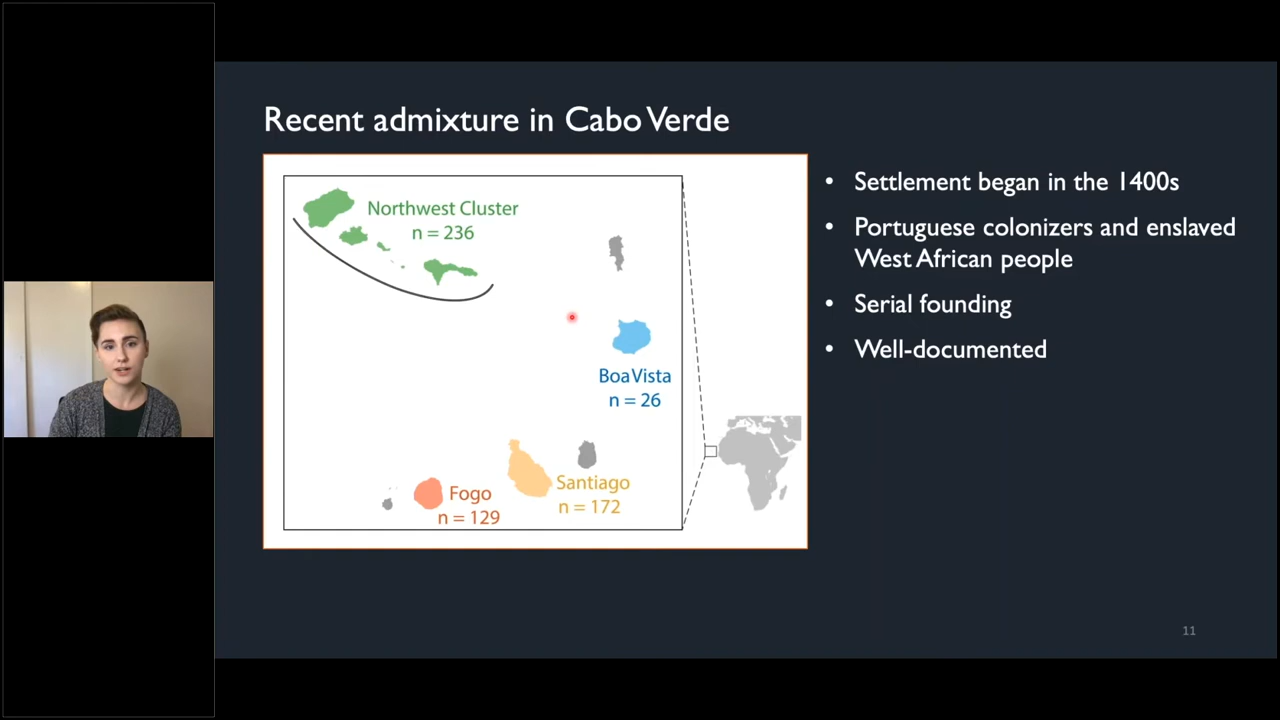 Recent admixture in Cabo Verde
Northwest Cluster
n = 236
Boa Vista
n = 26
Santiago
n = 172
Fogo
n = 129
• Settlement began in the 1400s
• Portuguese colonizers and enslaved
West African people
• Serial founding
• Well-documented
11